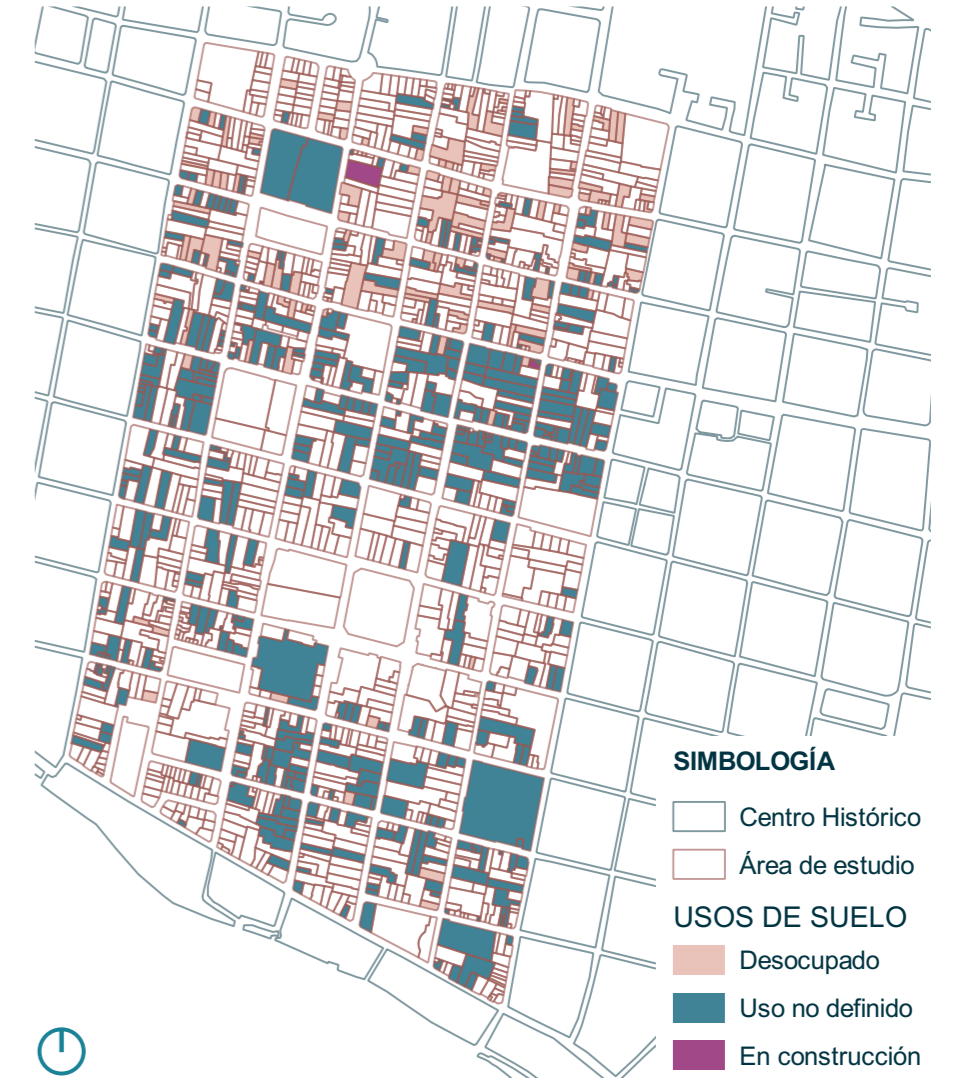 SIMBOLOGÍA
Centro Histórico
Área de estudio
USOS DE SUELO
Desocupado
Uso no definido
En construcción